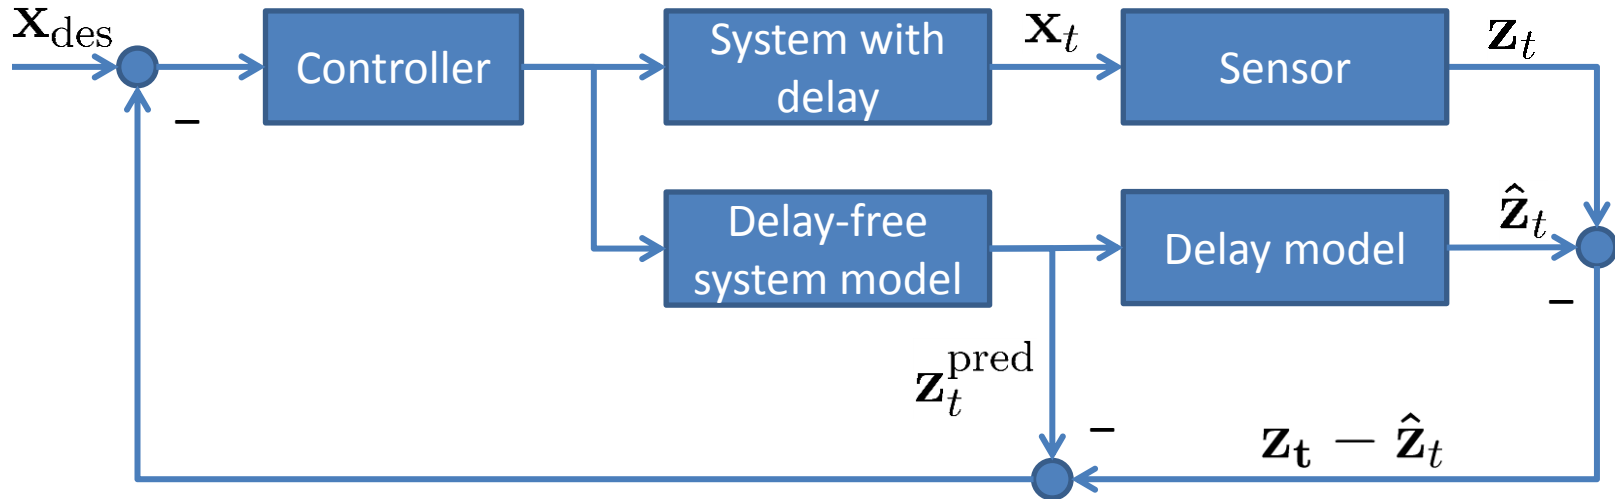 x_des
Controller
System with
delay
x_t
Sensor
z_t
–
Delay-free
system model
Delay model
ẑ_t
–
z_t^pred
–
z_t − ẑ_t